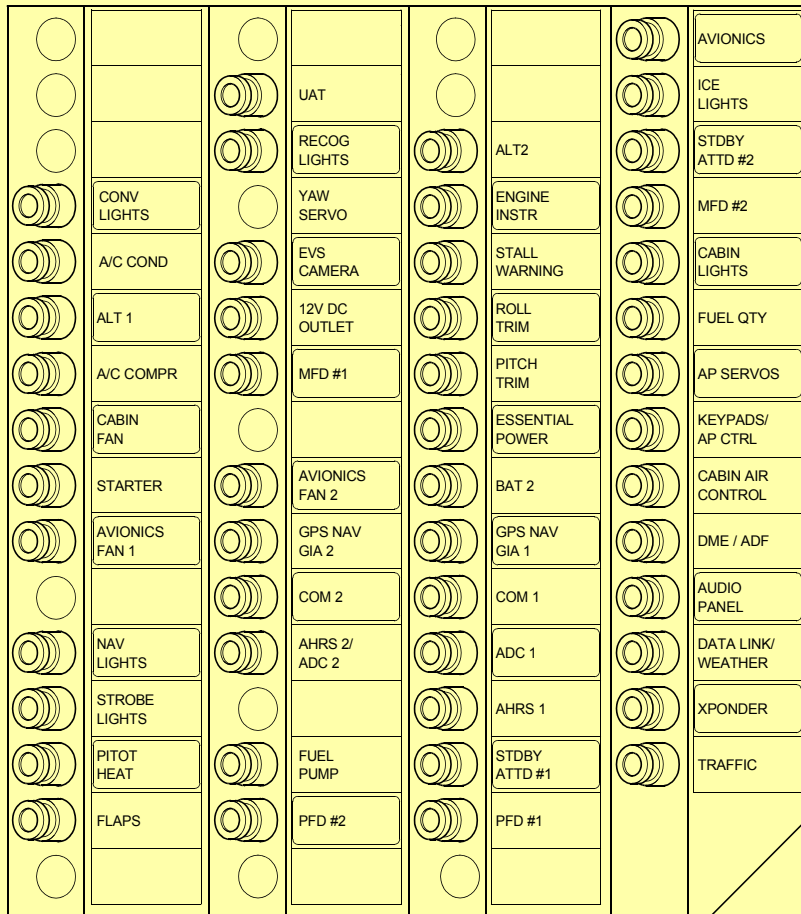 CONV
LIGHTS
A/C COND
ALT 1
A/C COMPR
CABIN
FAN
STARTER
AVIONICS
FAN 1
NAV
LIGHTS
STROBE
LIGHTS
PITOT
HEAT
FLAPS
UAT
RECOG
LIGHTS
YAW
SERVO
EVS
CAMERA
12V DC
OUTLET
MFD #1
AVIONICS
FAN 2
GPS NAV
GIA 2
COM 2
AHRS 2/
ADC 2
FUEL
PUMP
PFD #2
ALT2
ENGINE
INSTR
STALL
WARNING
ROLL
TRIM
PITCH
TRIM
ESSENTIAL
POWER
BAT 2
GPS NAV
GIA 1
COM 1
ADC 1
AHRS 1
STDBY
ATTD #1
PFD #1
AVIONICS
ICE
LIGHTS
STDBY
ATTD #2
MFD #2
CABIN
LIGHTS
FUEL QTY
AP SERVOS
KEYPADS/
AP CTRL
CABIN AIR
CONTROL
DME / ADF
AUDIO
PANEL
DATA LINK/
WEATHER
XPONDER
TRAFFIC